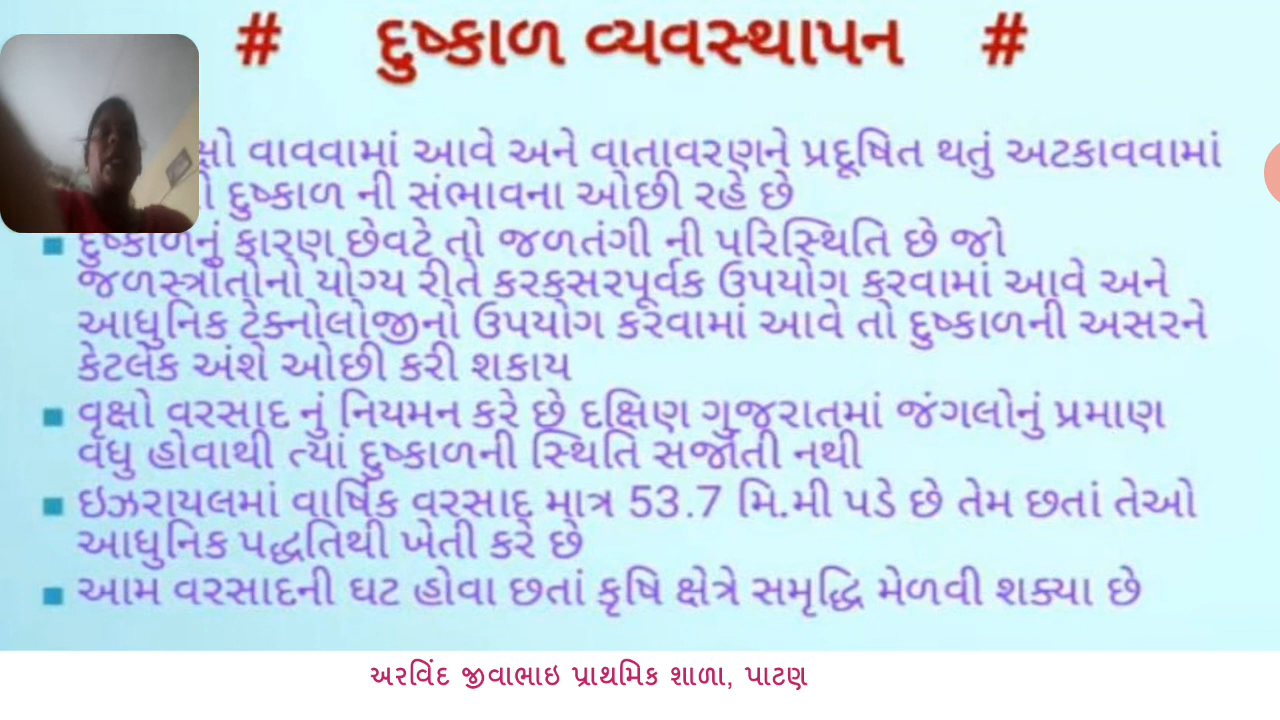 # દુષ્કાળ વ્યવસ્થાપન #
વાવવામાં આવે અને વાતાવરણને પ્રદૂષિત થતું અટકાવવામાં
દુષ્કાળ ની સંભાવના ઓછી રહે છે
દુષ્કાળનું કારણ છેવટે તો જળતંગી ની પરિસ્થિતિ છે જો
જળસ્ત્રોતોનો યોગ્ય રીતે કરકસરપૂર્વક ઉપયોગ કરવામાં આવે અને
આધુનિક ટેક્નોલોજીનો ઉપયોગ કરવામાં આવે તો દુષ્કાળની અસરને
કેટલેક અંશે ઓછી કરી શકાય
વૃક્ષો વરસાદ નું નિયમન કરે છે દક્ષિણ ગુજરાતમાં જંગલોનું પ્રમાણ
વધુ હોવાથી ત્યાં દુષ્કાળની સ્થિતિ સર્જાતી નથી
ઇઝરાયલમાં વાર્ષિક વરસાદ માત્ર 53.7 મિ.મી પડે છે તેમ છતાં તેઓ
આધુનિક પદ્ધતિથી ખેતી કરે છે
આમ વરસાદની ઘટ હોવા છતાં કૃષિ ક્ષેત્રે સમૃદ્ધિ મેળવી શક્યા છે
અરવિંદ જીવાભાઇ પ્રાથમિક શાળા, પાટણ